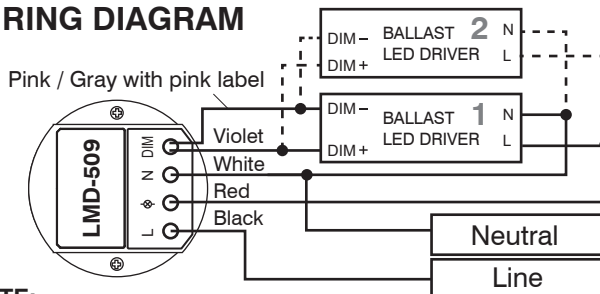 RING DIAGRAM
Pink / Gray with pink label
DIM– BALLAST 2 N
DIM+ LED DRIVER L
DIM– BALLAST 1 N
DIM+ LED DRIVER L
LMD-509
DIM Violet
N White
Red
L Black
Neutral
Line
TE: